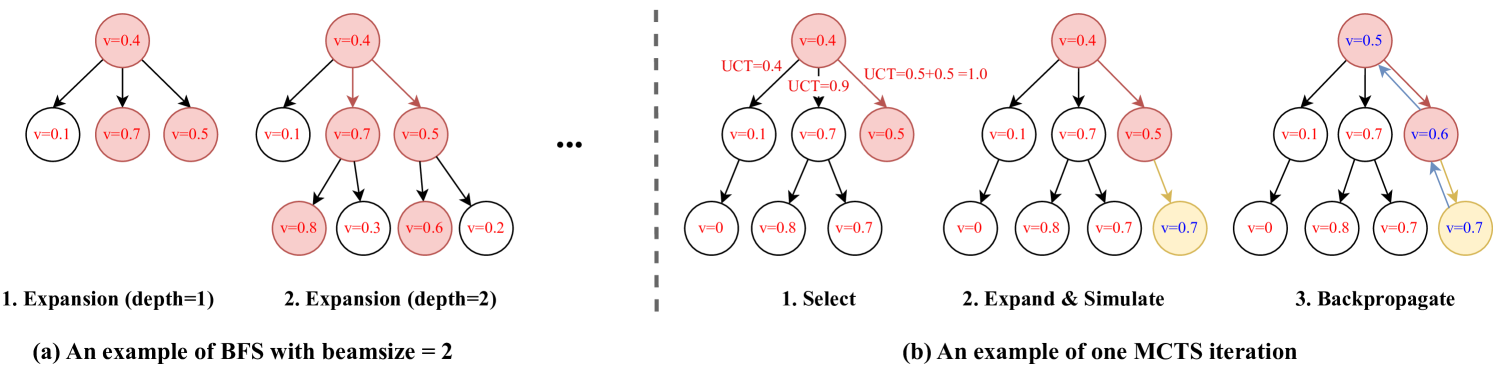 v=0.4
v=0.1
v=0.7
v=0.5
1. Expansion (depth=1)
v=0.4
v=0.1
v=0.7
v=0.5
v=0.8
v=0.3
v=0.6
v=0.2
2. Expansion (depth=2)
...
(a) An example of BFS with beamsize = 2
v=0.4
UCT=0.4
UCT=0.9
UCT=0.5+0.5 =1.0
v=0.1
v=0.7
v=0.5
v=0
v=0.8
v=0.7
1. Select
v=0.4
v=0.1
v=0.7
v=0.5
v=0
v=0.8
v=0.7
v=0.7
2. Expand & Simulate
v=0.5
v=0.1
v=0.7
v=0.6
v=0
v=0.8
v=0.7
v=0.7
3. Backpropagate
(b) An example of one MCTS iteration